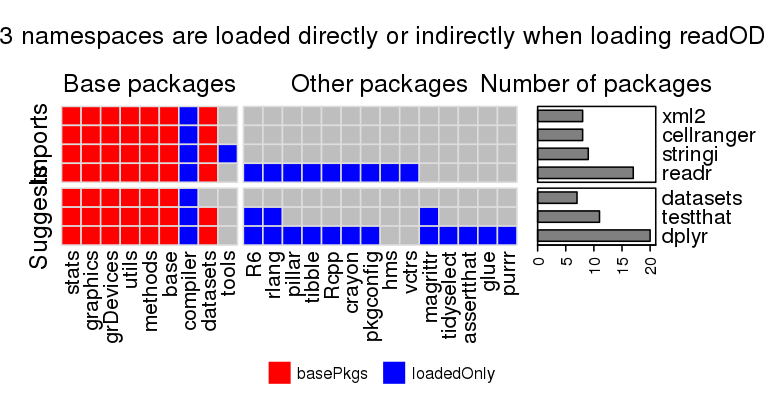 3 namespaces are loaded directly or indirectly when loading readOD
Base packages
Other packages
Number of packages
Imports
Suggests
xml2
cellranger
stringi
readr
datasets
testthat
dplyr
stats
graphics
grDevices
utils
methods
base
compiler
datasets
tools
R6
rlang
pillar
tibble
Rcpp
crayon
pkgconfig
hms
vctrs
magrittr
tidyselect
assertthat
glue
purrr
0
5
10
15
20
basePkgs
loadedOnly